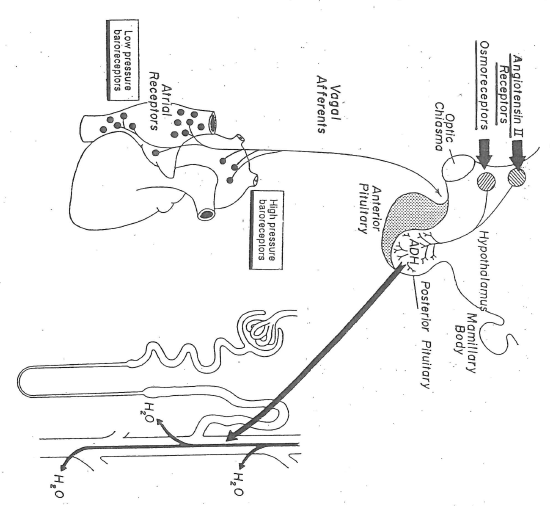 Angiotensin II
Receptors
Osmoreceptors
Optic
Chiasma
Hypothalamus
Mamillary
Body
ADH
Posterior Pituitary
Anterior
Pituitary
Vagal
Afferents
High pressure
baroreceptors
Atrial
Receptors
Low pressure
baroreceptors
H₂O
H₂O
H₂O